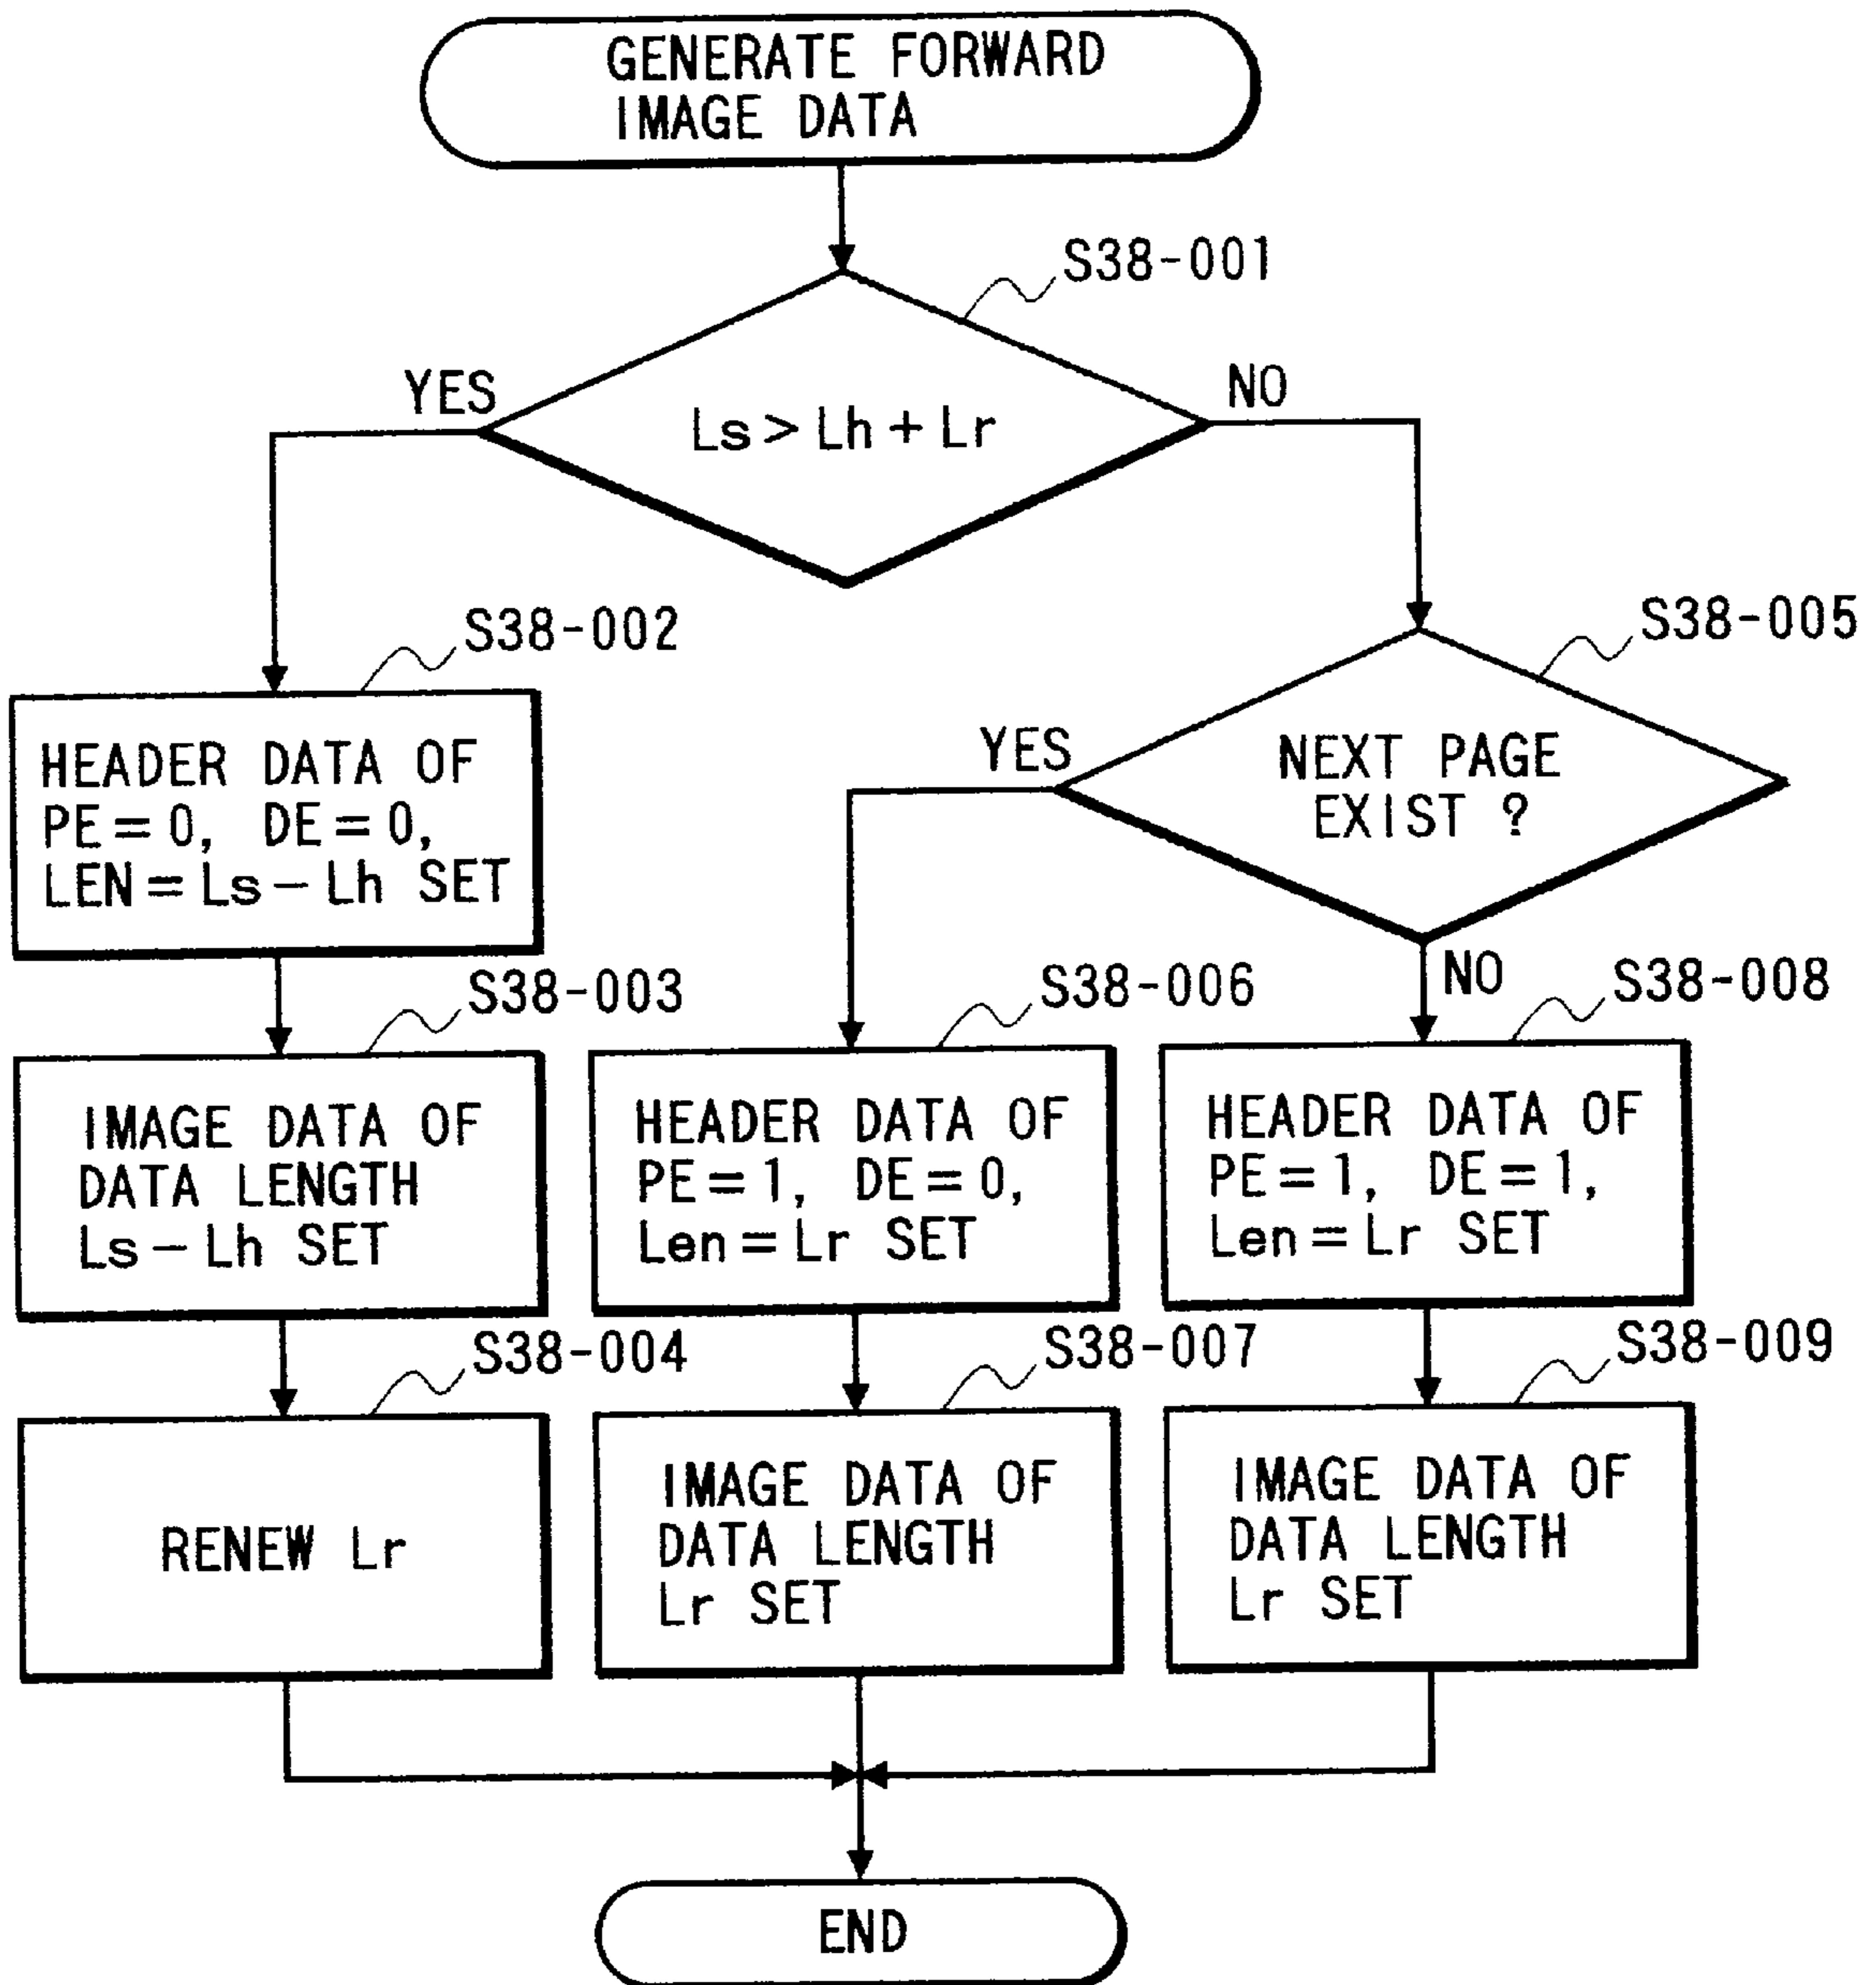 GENERATE FORWARD
IMAGE DATA
S38-001
YES
NO
Ls > Lh + Lr
S38-002
S38-005
HEADER DATA OF
PE = 0, DE = 0,
LEN = Ls - Lh SET
YES
NEXT PAGE
EXIST ?
NO
S38-003
S38-006
S38-008
IMAGE DATA OF
DATA LENGTH
Ls - Lh SET
HEADER DATA OF
PE = 1, DE = 0,
Len = Lr SET
HEADER DATA OF
PE = 1, DE = 1,
Len = Lr SET
S38-004
S38-007
S38-009
RENEW Lr
IMAGE DATA OF
DATA LENGTH
Lr SET
IMAGE DATA OF
DATA LENGTH
Lr SET
END